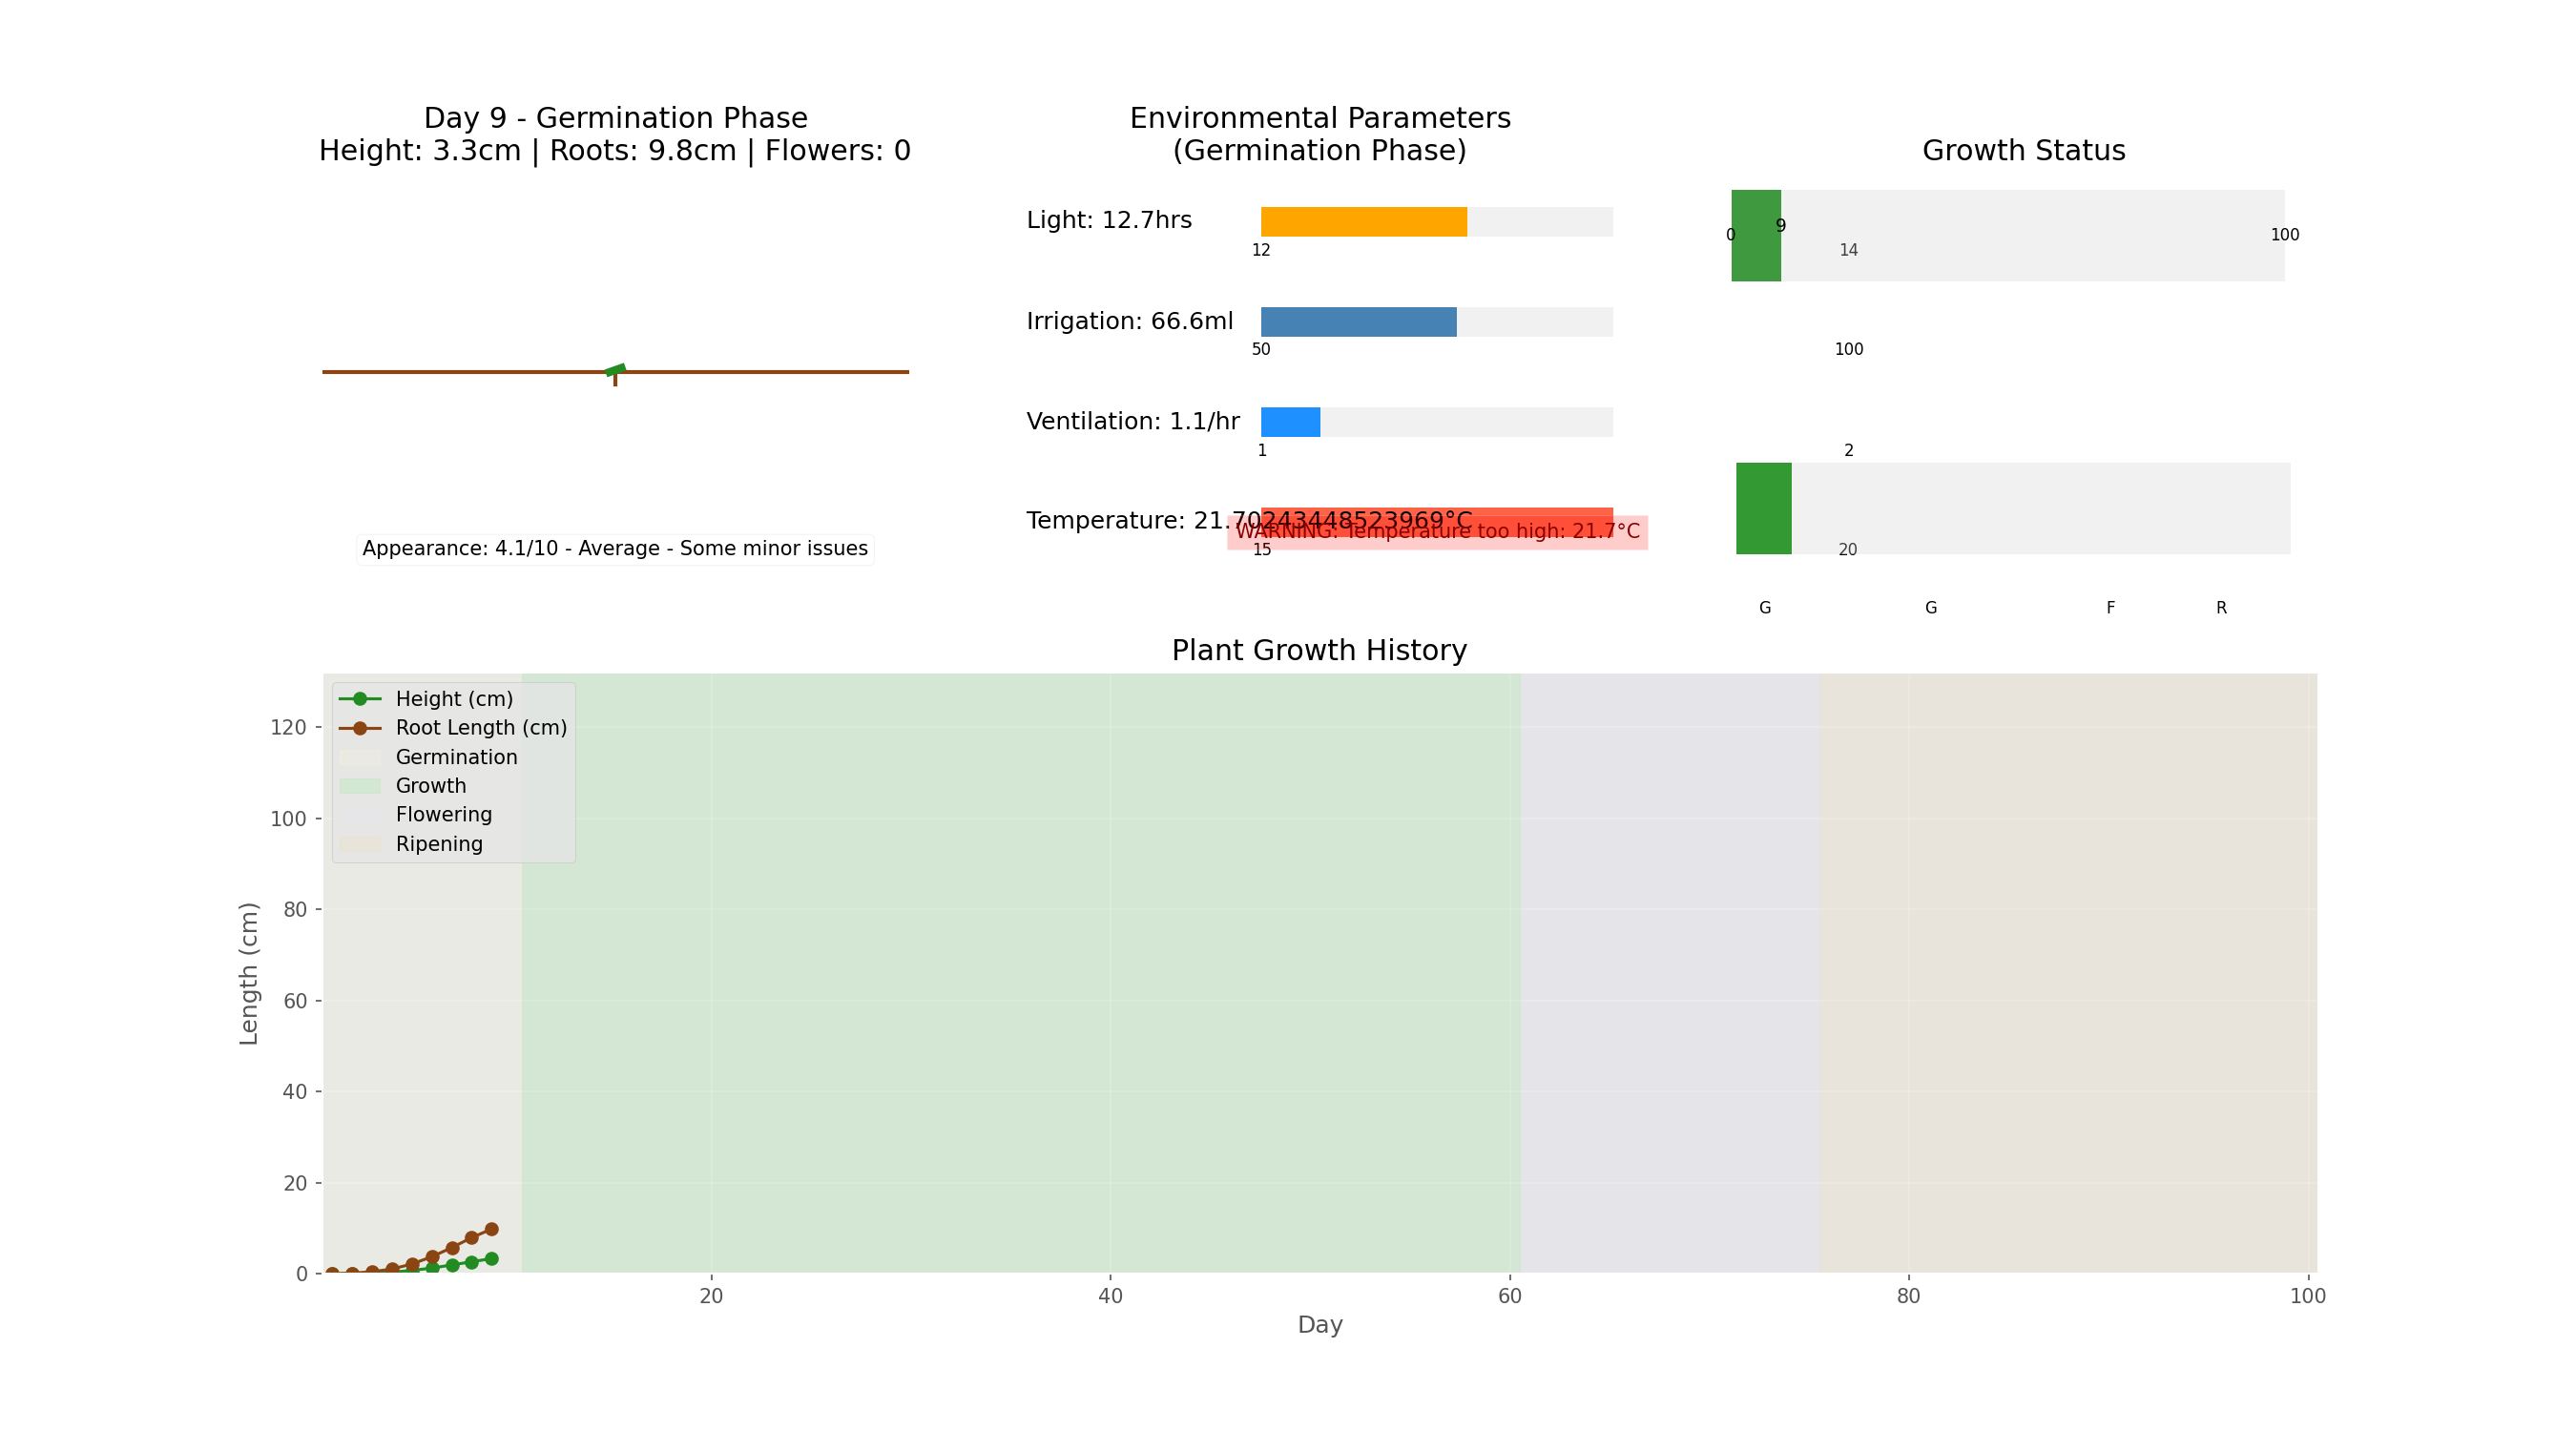 Day 9 - Germination Phase
Height: 3.3cm | Roots: 9.8cm | Flowers: 0
Appearance: 4.1/10 - Average - Some minor issues
Environmental Parameters
(Germination Phase)
Light: 12.7hrs
12
14
Irrigation: 66.6ml
50
100
Ventilation: 1.1/hr
1
2
Temperature: 21.70243448523969°C
WARNING: Temperature too high: 21.7°C
15
20
Growth Status
0
9
100
G
G
F
R
Plant Growth History
Height (cm)
Root Length (cm)
Germination
Growth
Flowering
Ripening
Length (cm)
120
100
80
60
40
20
0
20
40
60
80
100
Day